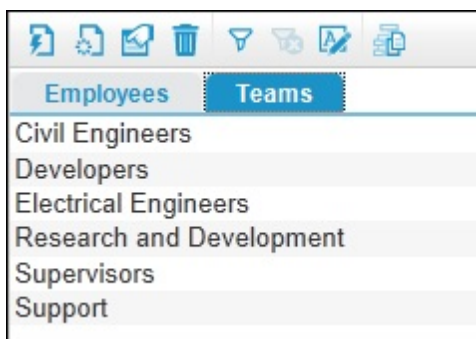 Employees Teams
Civil Engineers
Developers
Electrical Engineers
Research and Development
Supervisors
Support